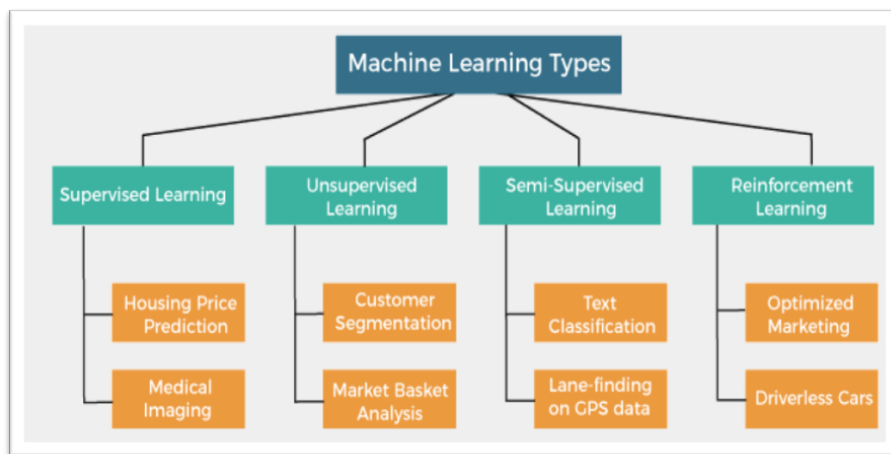 Machine Learning Types
Supervised Learning
Unsupervised
Learning
Semi-Supervised
Learning
Reinforcement
Learning
Housing Price
Prediction
Customer
Segmentation
Text
Classification
Optimized
Marketing
Medical
Imaging
Market Basket
Analysis
Lane-finding
on GPS data
Driverless Cars